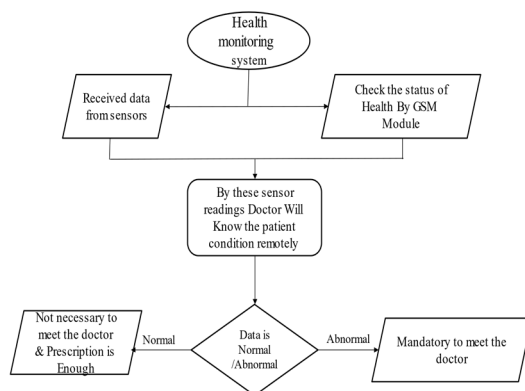 Health
monitoring
system
Received data
from sensors
Check the status of
Health By GSM
Module
By these sensor
readings Doctor Will
Know the patient
condition remotely
Not necessary to
meet the doctor
& Prescription is
Enough
Normal
Data is
Normal
/Abnormal
Abnormal
Mandatory to meet the
doctor